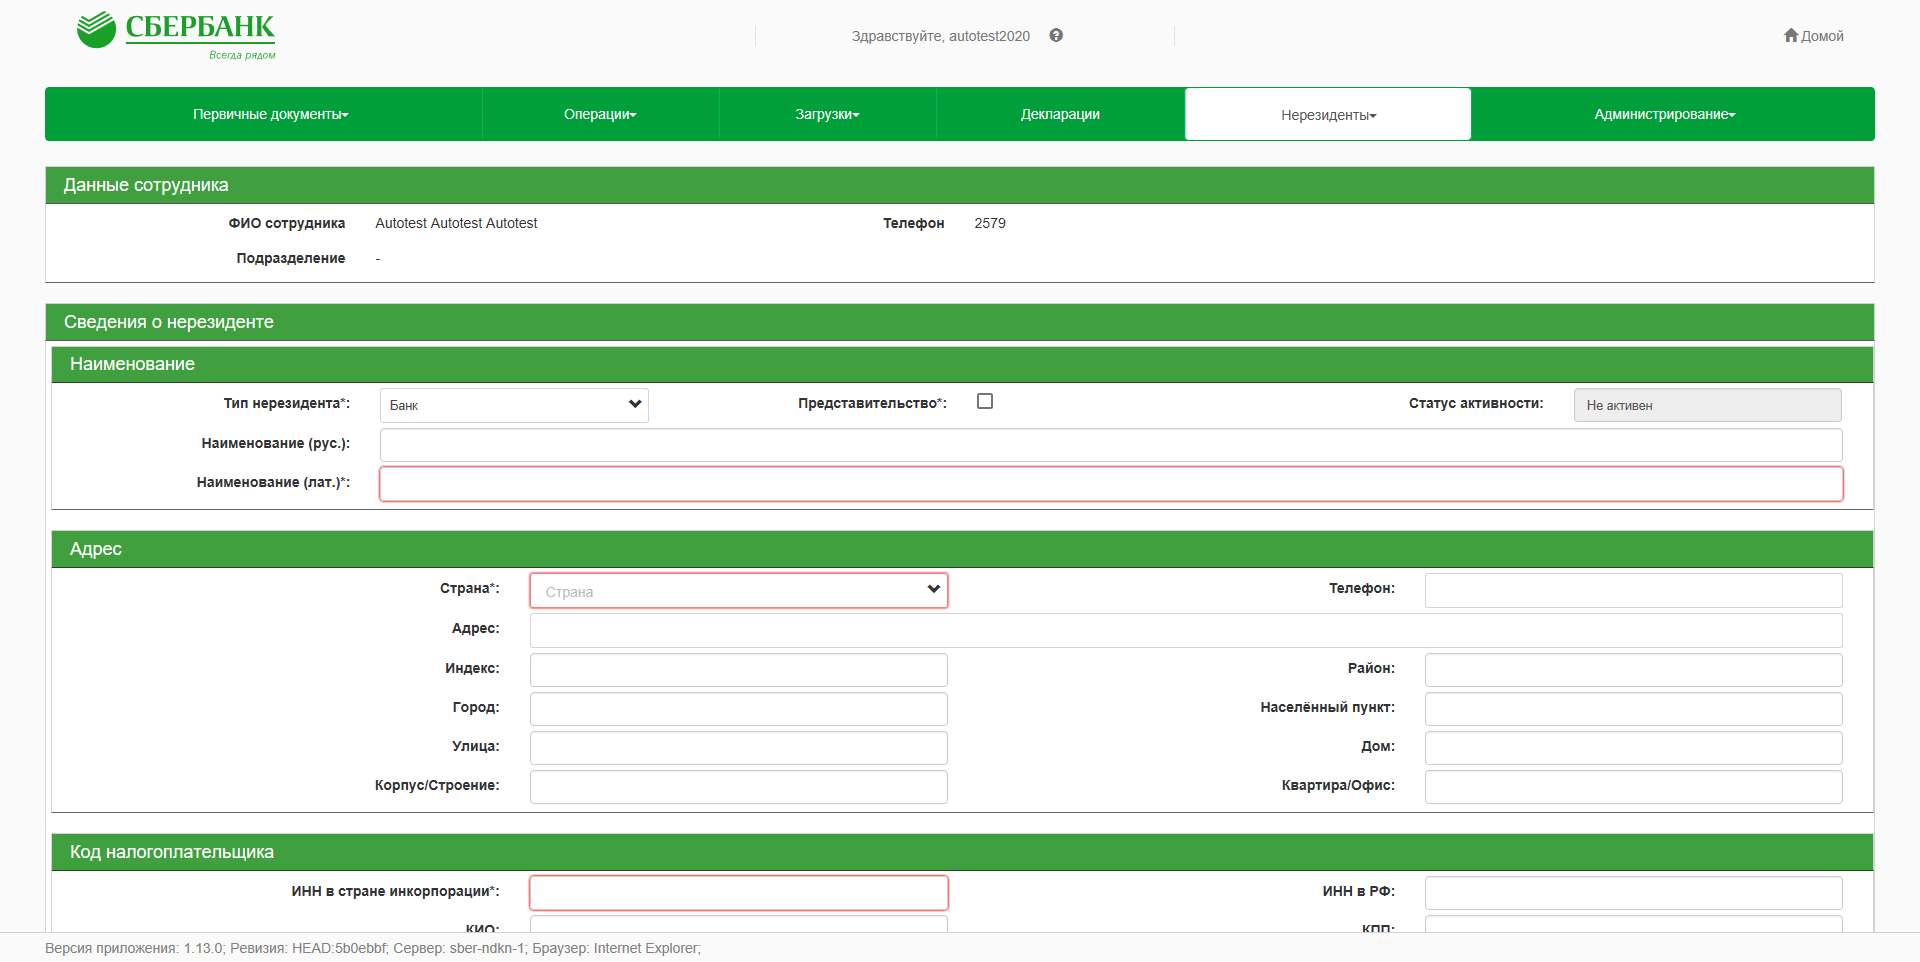 СБЕРБАНК
Всегда рядом
Здравствуйте, autotest2020
Домой
Первичные документы Операции Загрузки Декларации Нерезиденты Администрирование
Данные сотрудника
ФИО сотрудника Autotest Autotest Autotest Телефон 2579
Подразделение -
Сведения о нерезиденте
Наименование
Тип нерезидента*: Банк Представительство*: Статус активности: Не активен
Наименование (рус.):
Наименование (лат.)*:
Адрес
Страна*: Страна Телефон:
Адрес:
Индекс: Район:
Город: Населённый пункт:
Улица: Дом:
Корпус/Строение: Квартира/Офис:
Код налогоплательщика
ИНН в стране инкорпорации*: ИНН в РФ:
КИО: КПП:
Версия приложения: 1.13.0; Ревизия: HEAD:5b0ebbf; Сервер: sber-ndkn-1; Браузер: Internet Explorer;